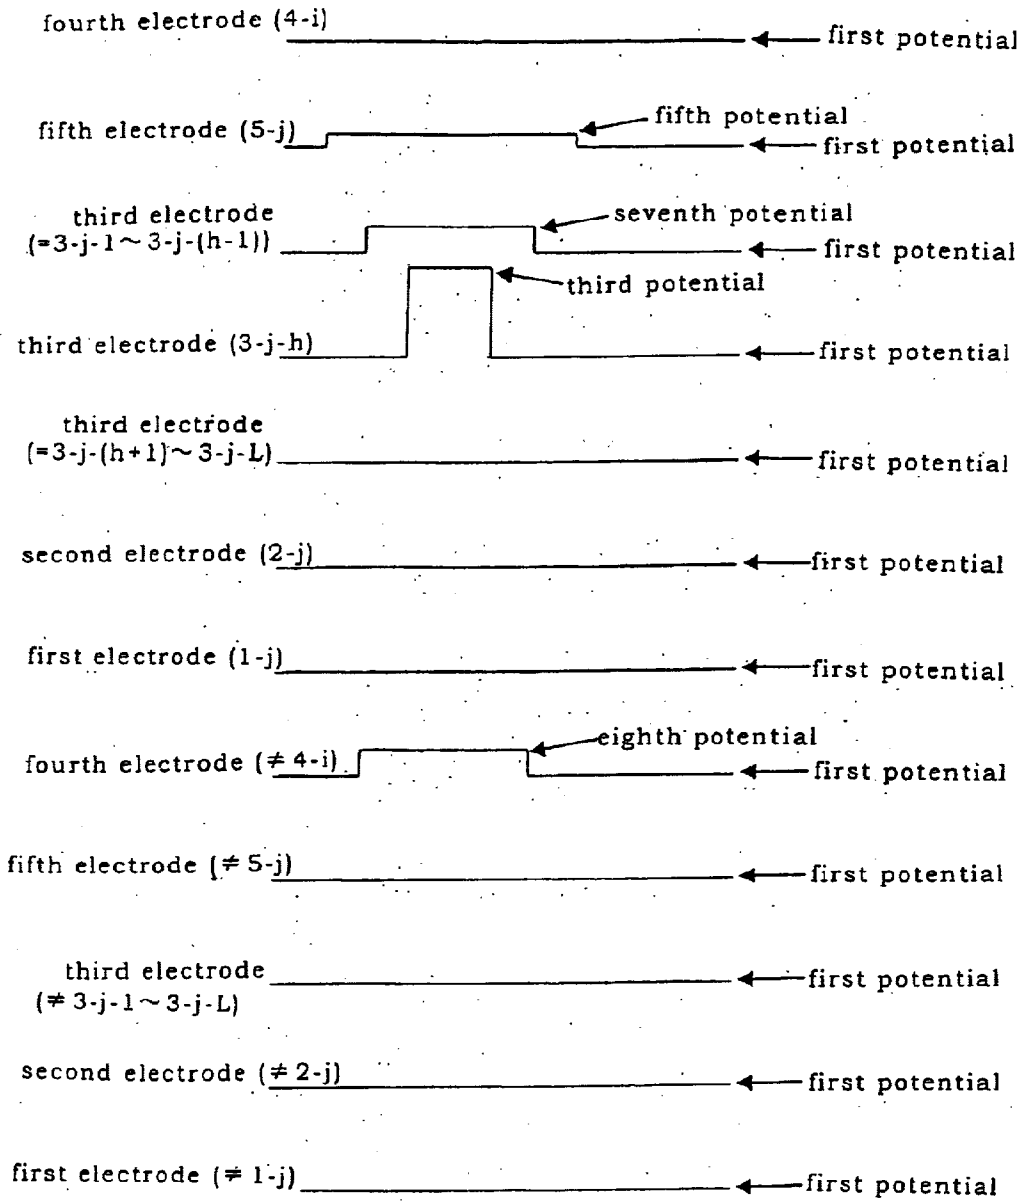 fourth electrode (4-i)
first potential
fifth potential
fifth electrode (5-j)
first potential
third electrode
seventh potential
(=3-j-1～3-j-(h-1))
first potential
third potential
third electrode (3-j-h)
first potential
third electrode
(=3-j-(h+1)～3-j-L)
first potential
second electrode (2-j)
first potential
first electrode (1-j)
first potential
eighth potential
fourth electrode (≠ 4-i)
first potential
fifth electrode (≠ 5-j)
first potential
third electrode
first potential
(≠ 3-j-1～3-j-L)
second electrode (≠ 2-j)
first potential
first electrode (≠ 1-j)
first potential